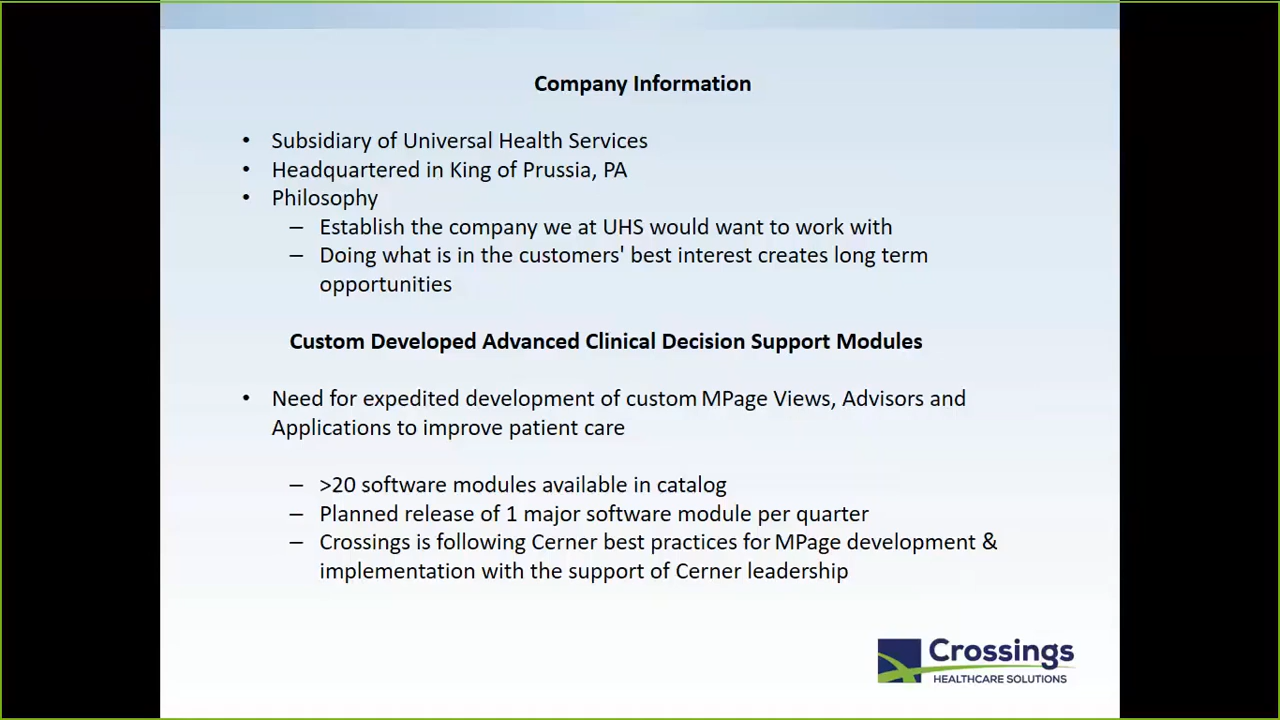 Company Information
• Subsidiary of Universal Health Services
• Headquartered in King of Prussia, PA
• Philosophy
– Establish the company we at UHS would want to work with
– Doing what is in the customers' best interest creates long term
opportunities
Custom Developed Advanced Clinical Decision Support Modules
• Need for expedited development of custom MPage Views, Advisors and
Applications to improve patient care
– >20 software modules available in catalog
– Planned release of 1 major software module per quarter
– Crossings is following Cerner best practices for MPage development &
implementation with the support of Cerner leadership
Crossings
HEALTHCARE SOLUTIONS